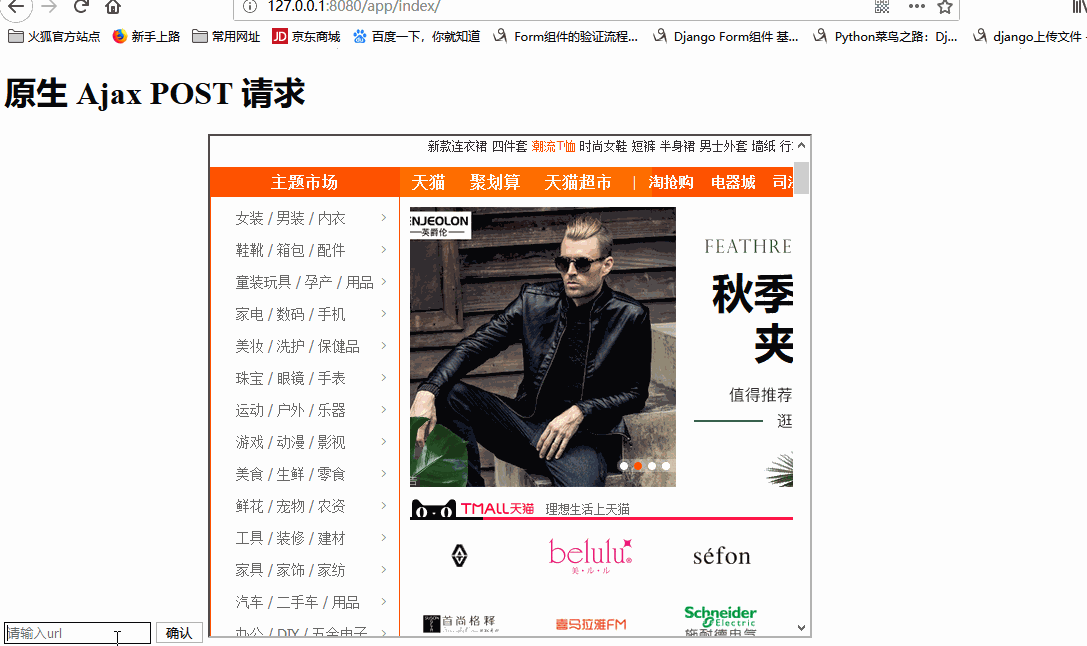 127.0.0.1:8080/app/index/
火狐官方站点 新手上路 常用网址 JD 京东商城 百度一下，你就知道 Form组件的验证流程... Django Form组件 基... Python菜鸟之路：Dj... django上传文件 -
原生 Ajax POST 请求
新款连衣裙 四件套 潮流T恤 时尚女鞋 短裤 半身裙 男士外套 墙纸 行
主题市场 天猫 聚划算 天猫超市 | 淘抢购 电器城 司法
女装 / 男装 / 内衣
鞋靴 / 箱包 / 配件
童装玩具 / 孕产 / 用品
家电 / 数码 / 手机
美妆 / 洗护 / 保健品
珠宝 / 眼镜 / 手表
运动 / 户外 / 乐器
游戏 / 动漫 / 影视
美食 / 生鲜 / 零食
鲜花 / 宠物 / 农资
工具 / 装修 / 建材
家具 / 家饰 / 家纺
汽车 / 二手车 / 用品
办公 / DIY / 五金电子
ENJEOLON
英爵伦
FEATHRE
秋季
夹
值得推荐
逛
告
TMALL天猫 理想生活上天猫
belulu
美·ル·ル
séfon
首尚格释
喜马拉雅FM
Schneider
Electric
施耐德电气
请输入url 确认